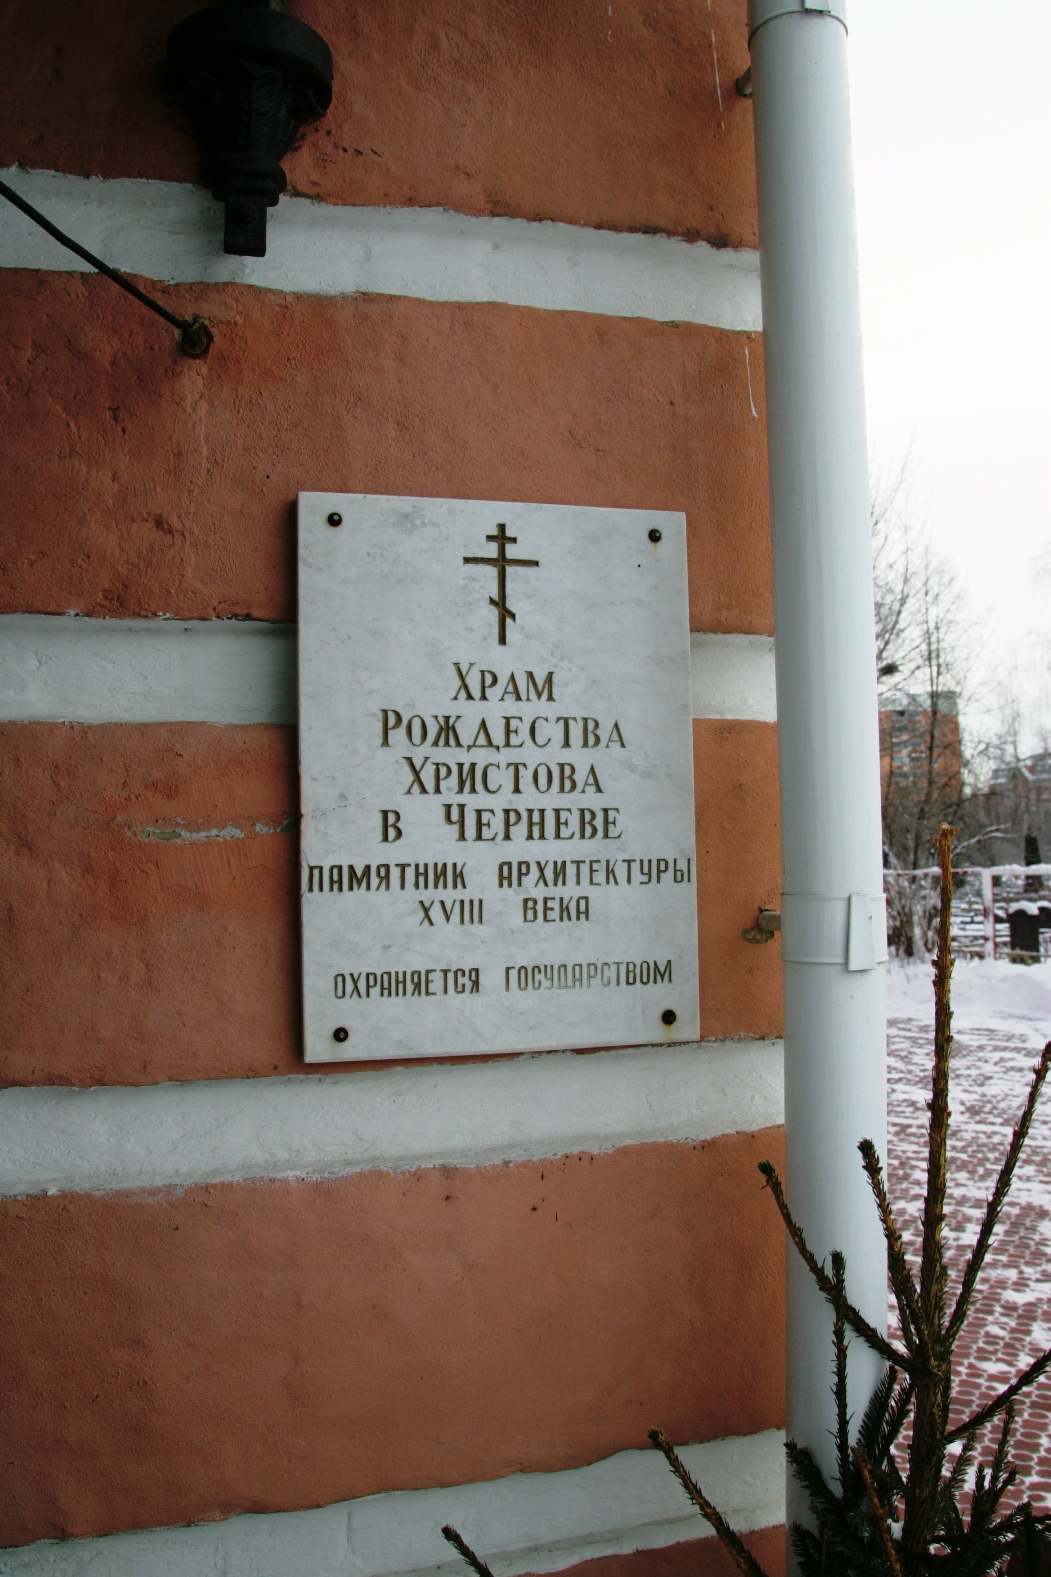 Храм
Рождества
Христова
в Черневе
ПАМЯТНИК АРХИТЕКТУРЫ
XVIII ВЕКА
ОХРАНЯЕТСЯ ГОСУДАРСТВОМ